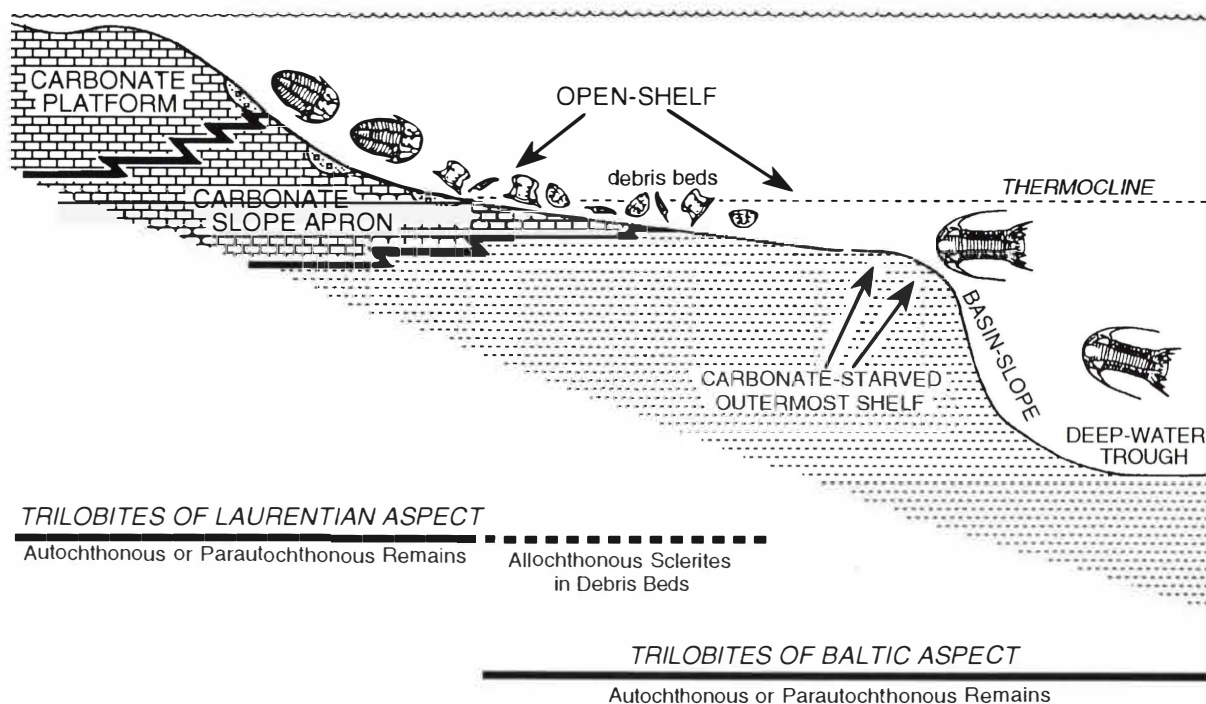 CARBONATE
PLATFORM
OPEN-SHELF
debris beds
THERMOCLINE
CARBONATE
SLOPE APRON
BASIN-SLOPE
CARBONATE-STARVED
OUTERMOST SHELF
DEEP-WATER
TROUGH
TRILOBITES OF LAURENTIAN ASPECT
Autochthonous or Parautochthonous Remains
Allochthonous Sclerites
in Debris Beds
TRILOBITES OF BALTIC ASPECT
Autochthonous or Parautochthonous Remains